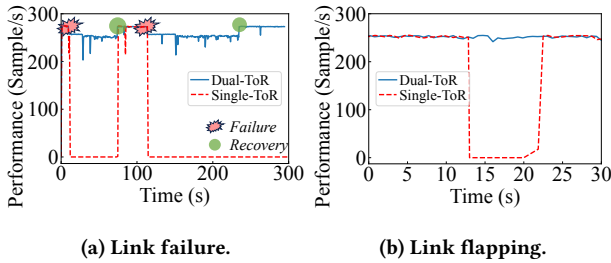 Performance (Sample/s)
300
200
100
0
Dual-ToR
Single-ToR
Failure
Recovery
0 100 200 300
Time (s)
(a) Link failure.
Performance (Sample/s)
300
200
100
0
Dual-ToR
Single-ToR
0 5 10 15 20 25 30
Time (s)
(b) Link flapping.